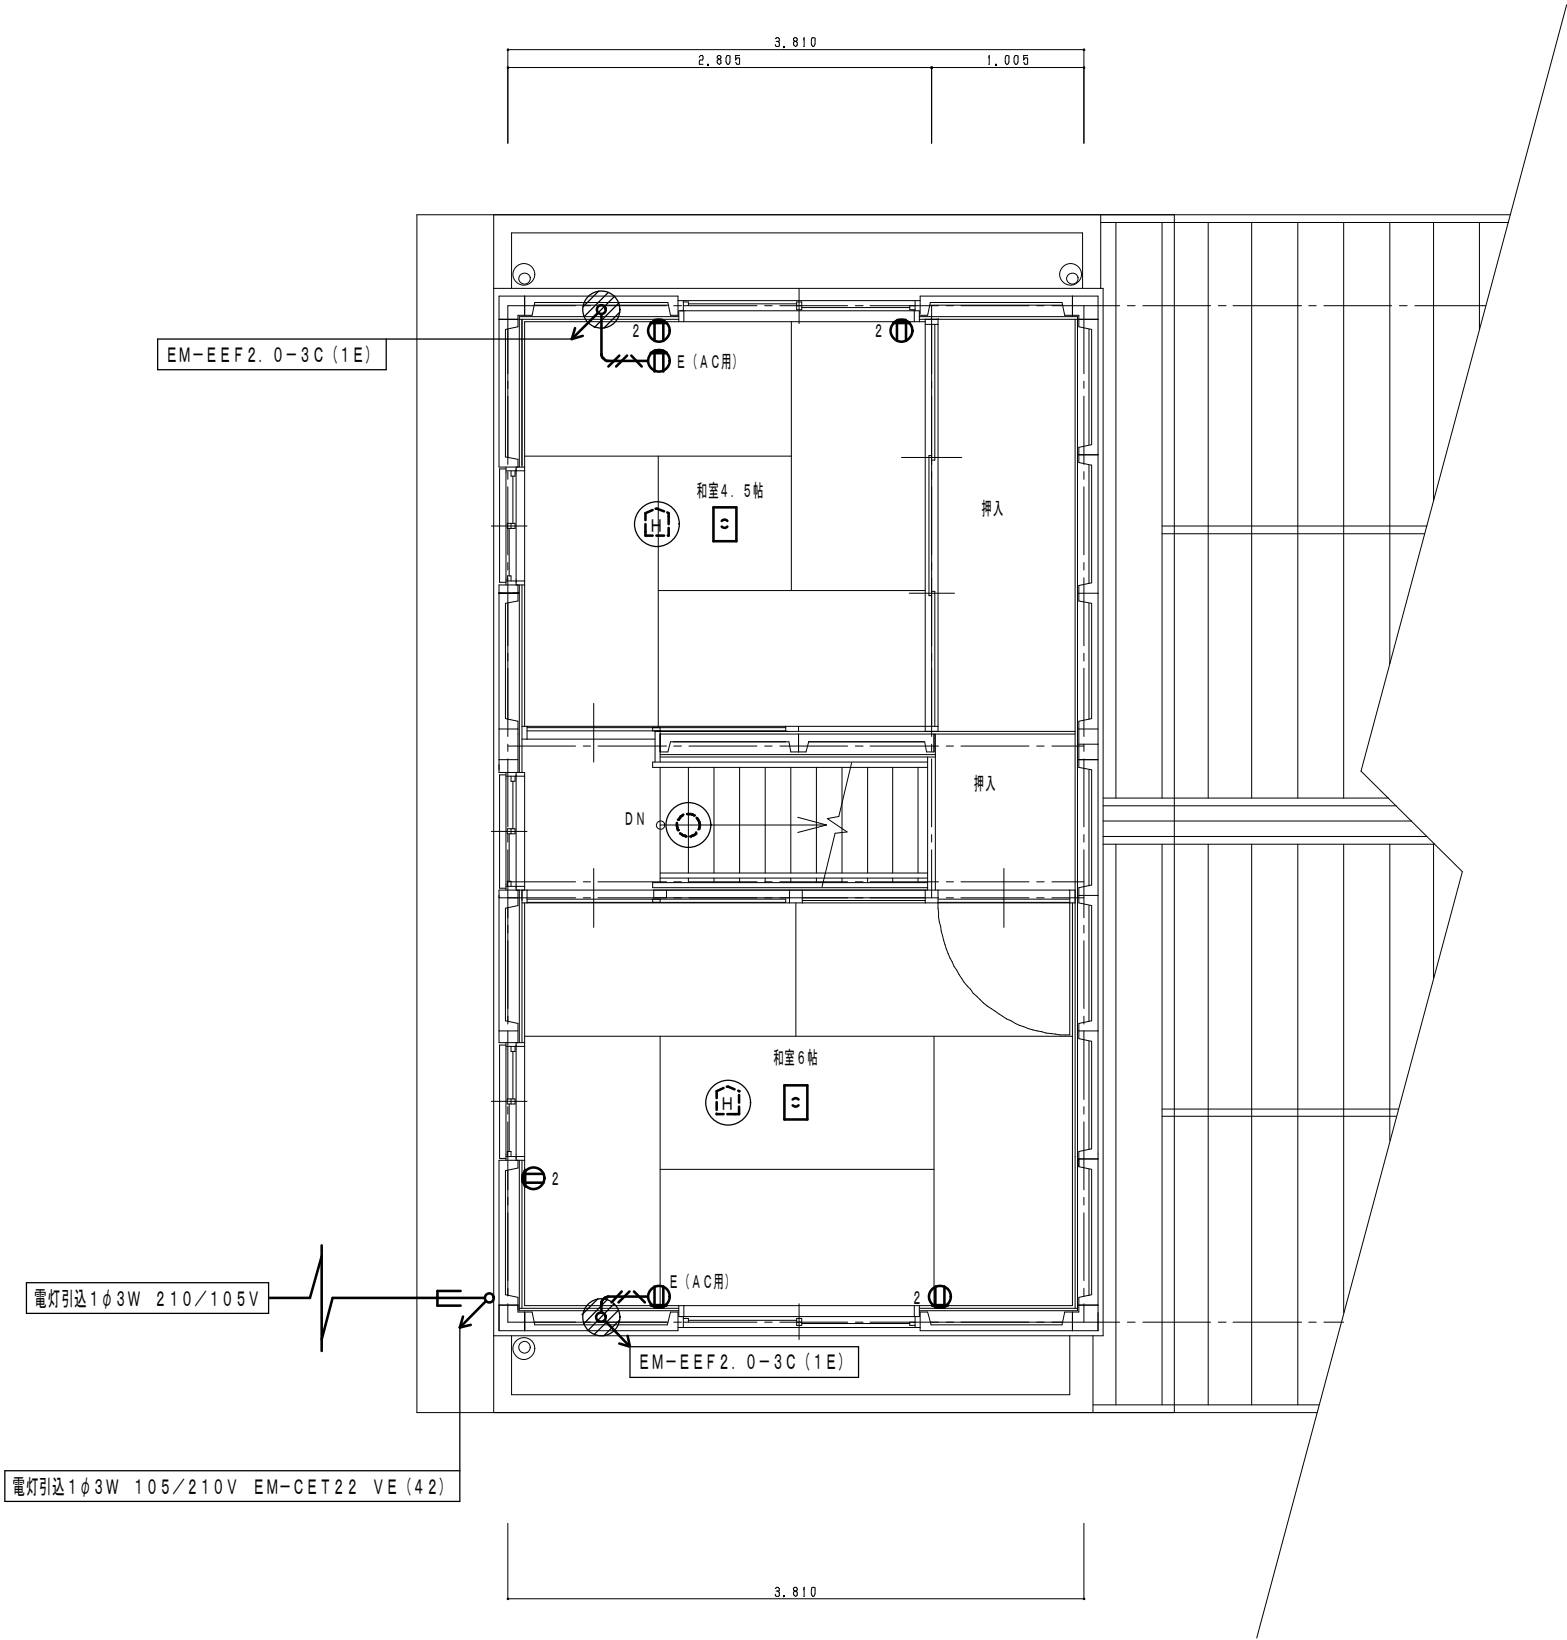 3.810
2.805
1.005
2
2
EM-EEF2.0-3C(1E)
E(AC用)
和室4.5帖
H
押入
押入
DN
和室6帖
H
2
E(AC用)
2
電灯引込1φ3W 210/105V
EM-EEF2.0-3C(1E)
電灯引込1φ3W 105/210V EM-CET22 VE(42)
3.810